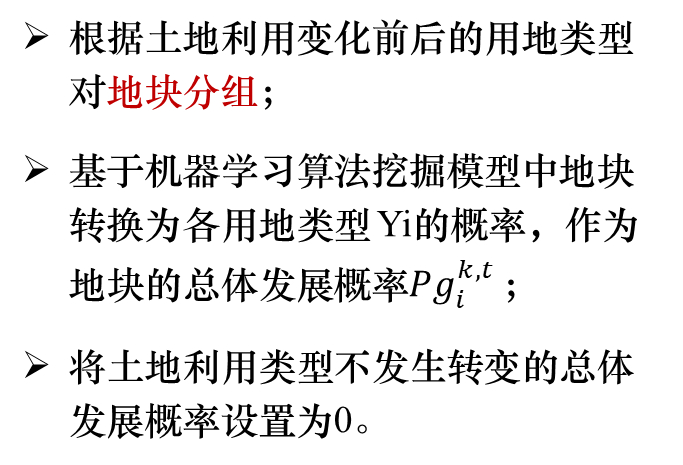 ➢ 根据土地利用变化前后的用地类型
对地块分组；
➢ 基于机器学习算法挖掘模型中地块
转换为各用地类型Yi的概率，作为
地块的总体发展概率$Pg_i^{k,t}$；
➢ 将土地利用类型不发生转变的总体
发展概率设置为0。